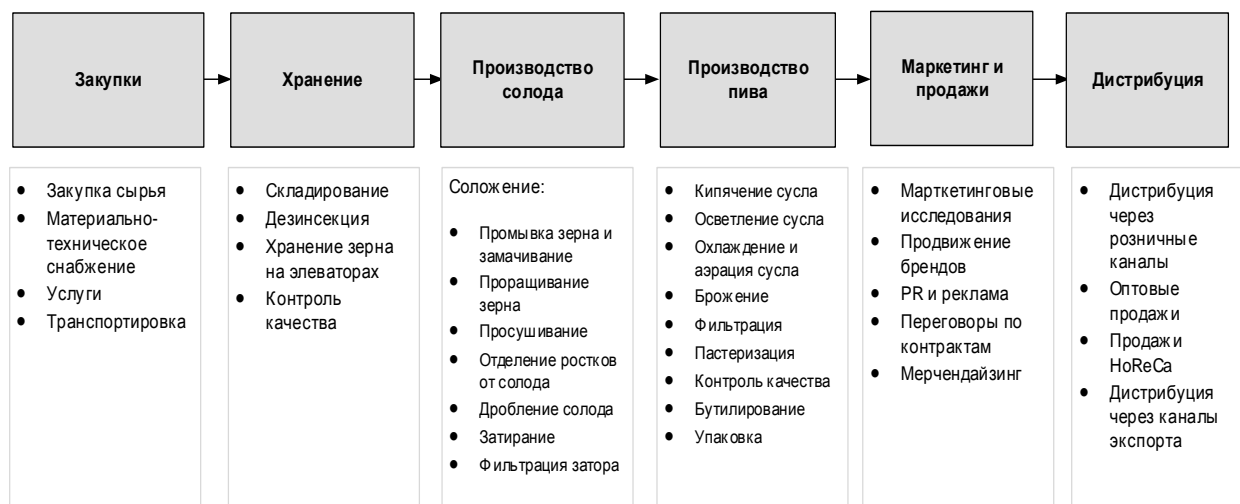 Закупки
Хранение
Производство
солода
Производство
пива
Маркетинг и
продажи
Дистрибуция
Закупка сырья
Материально-
техническое
снабжение
Услуги
Транспортировка
Складирование
Дезинсекция
Хранение зерна
на элеваторах
Контроль
качества
Соложение:
Промывка зерна и
замачивание
Проращивание
зерна
Просушивание
Отделение ростков
от солода
Дробление солода
Затирание
Фильтрация затора
Кипячение сусла
Осветление сусла
Охлаждение и
аэрация сусла
Брожение
Фильтрация
Пастеризация
Контроль качества
Бутилирование
Упаковка
Марткетинговые
исследования
Продвижение
брендов
PR и реклама
Переговоры по
контрактам
Мерчендайзинг
Дистрибуция
через
розничные
каналы
Оптовые
продажи
Продажи
HoReCa
Дистрибуция
через каналы
экспорта